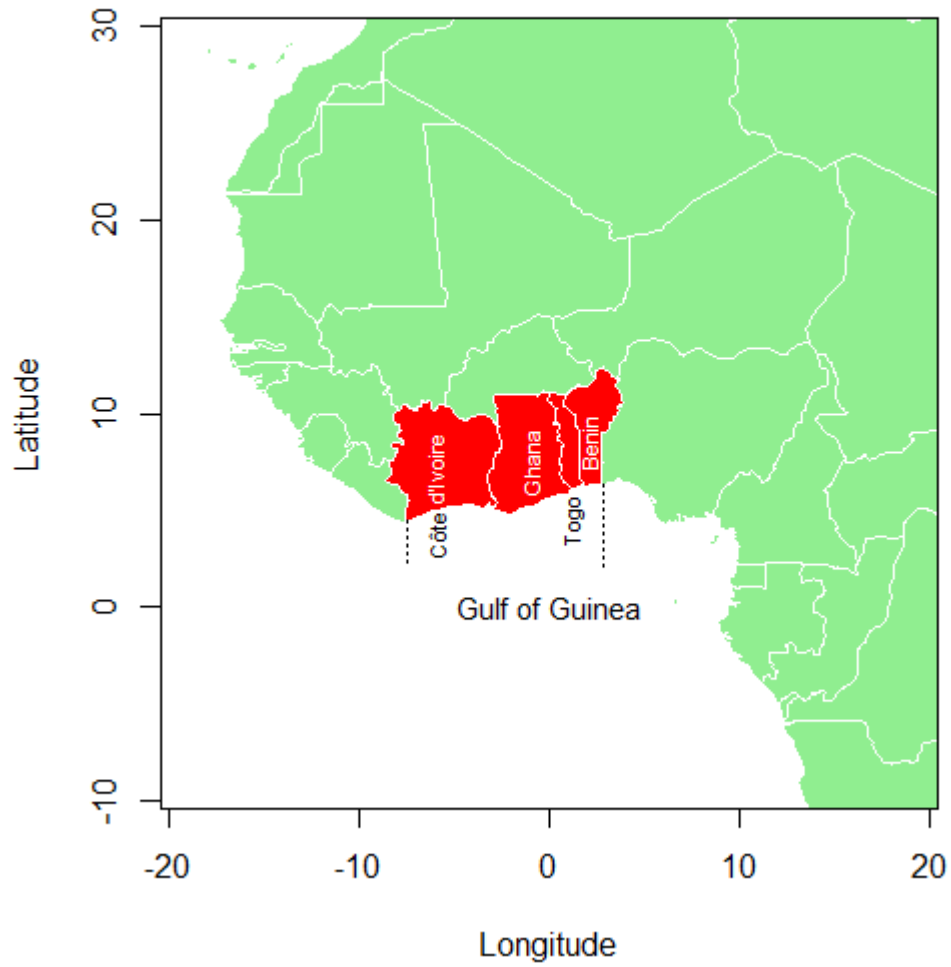 30
20
10
0
-10
Latitude
Côte d'Ivoire
Ghana
Togo
Benin
Gulf of Guinea
-20
-10
0
10
20
Longitude